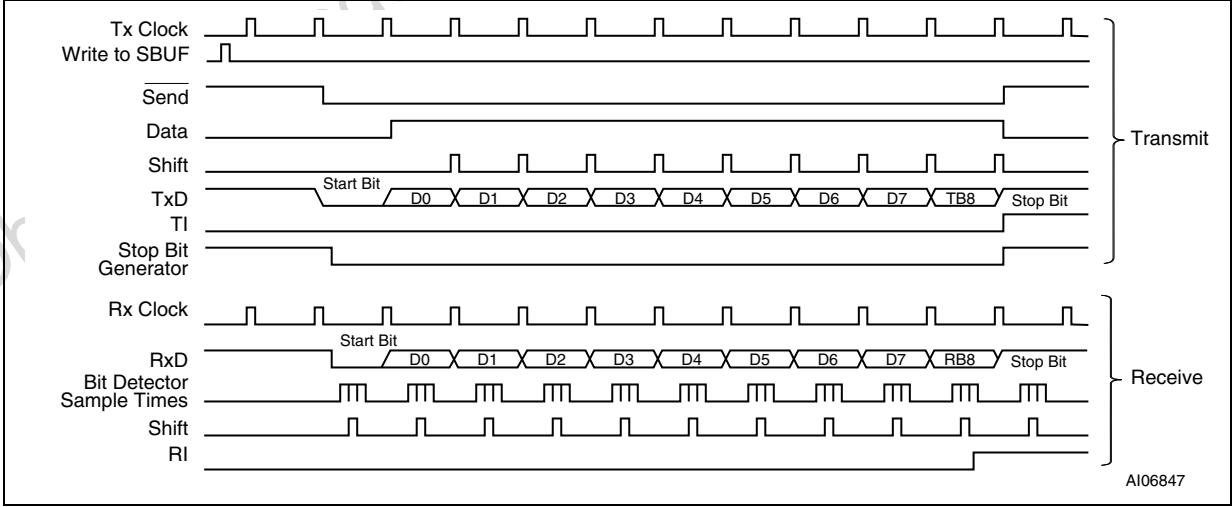 Tx Clock
Write to SBUF
Send
Data
Shift
Start Bit
TxD D0 D1 D2 D3 D4 D5 D6 D7 TB8 Stop Bit
TI
Stop Bit
Generator
Transmit
Rx Clock
Start Bit
RxD D0 D1 D2 D3 D4 D5 D6 D7 RB8 Stop Bit
Bit Detector
Sample Times
Shift
RI
Receive
AI06847